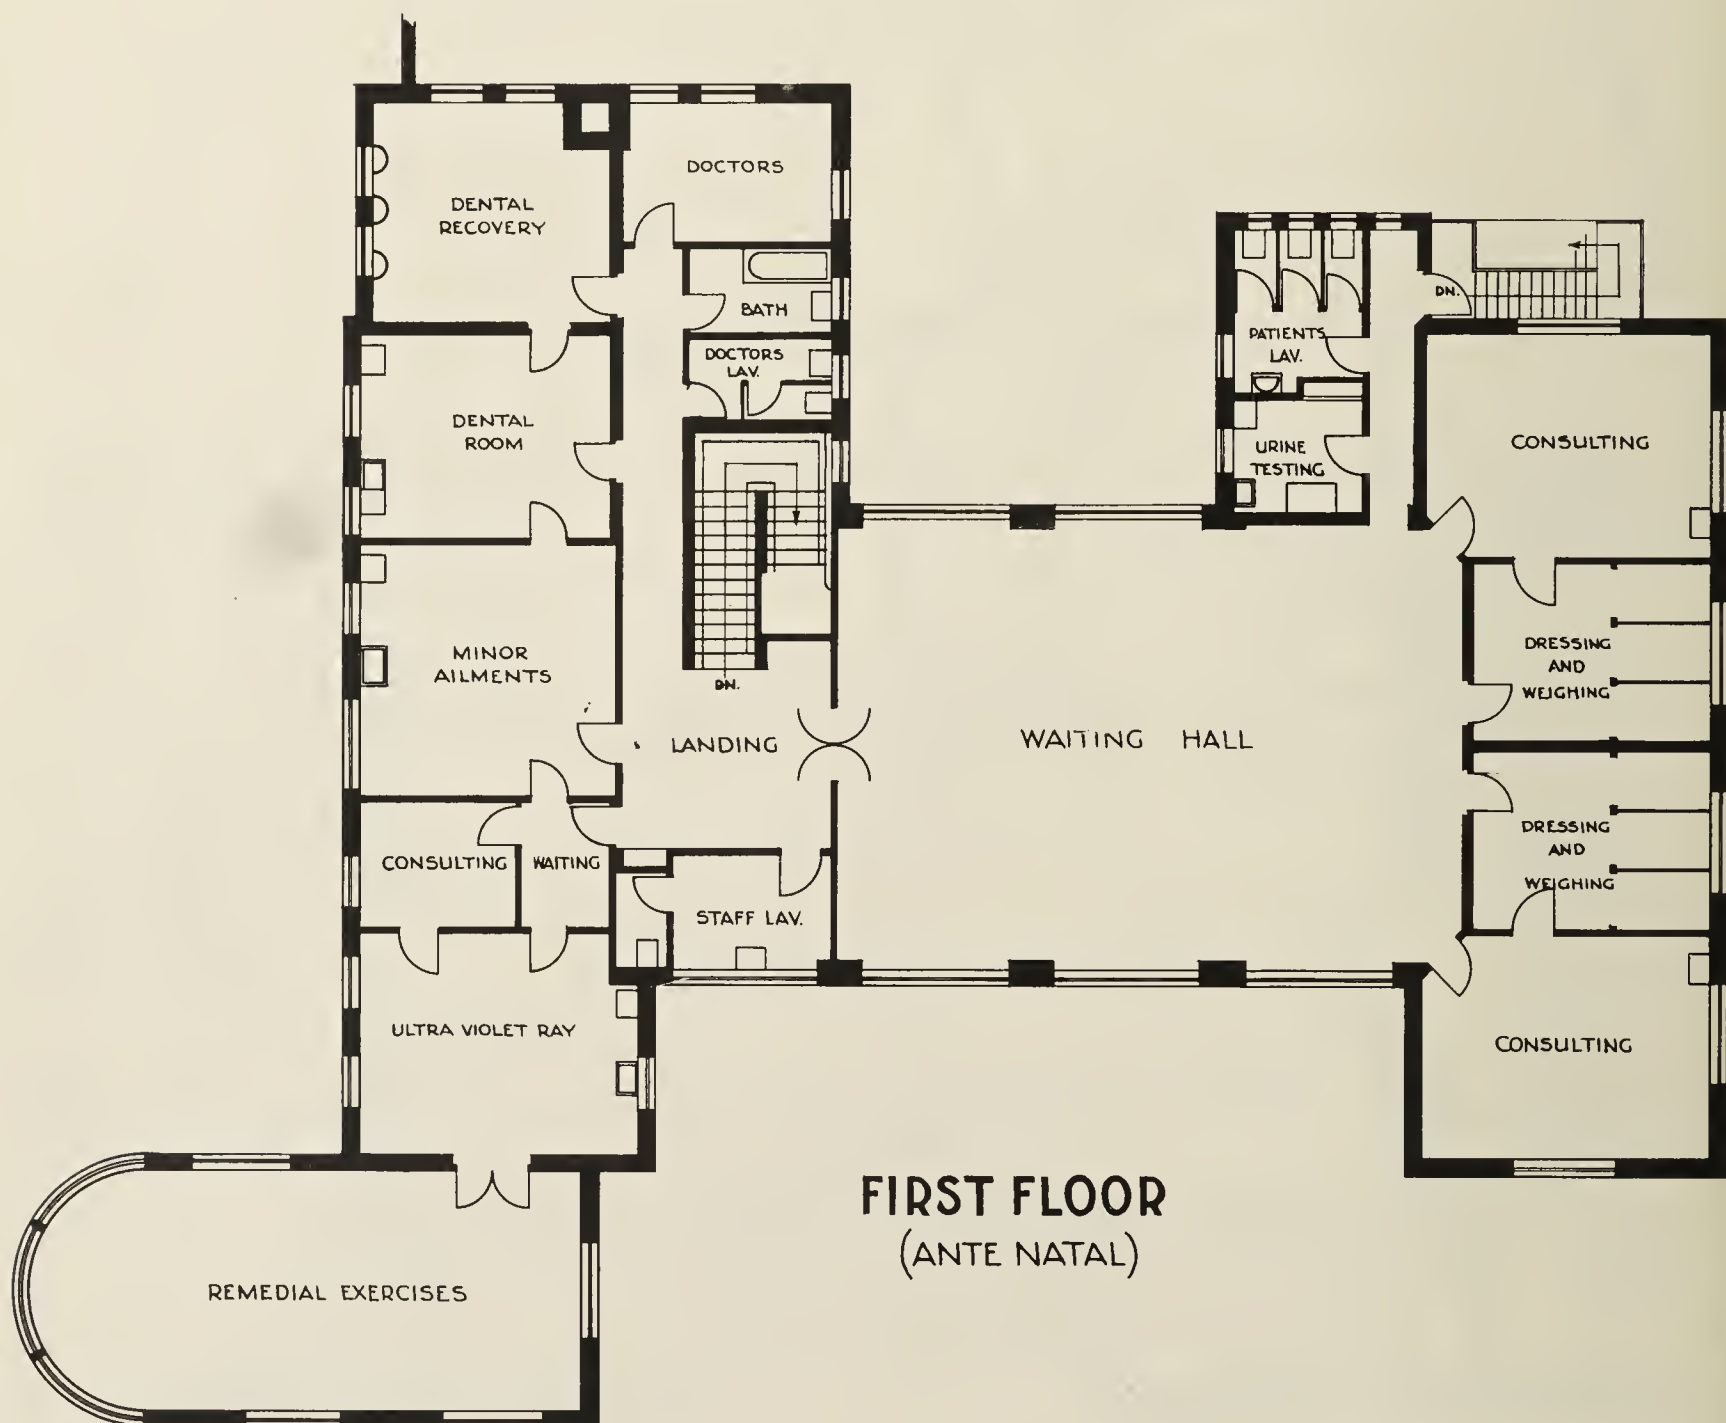 DOCTORS
DENTAL
RECOVERY
BATH
DN.
PATIENTS
LAV.
DOCTORS
LAV.
DENTAL
ROOM
URINE
TESTING
CONSULTING
MINOR
AILMENTS
DRESSING
AND
WEIGHING
DN.
LANDING
WAITING HALL
DRESSING
AND
WEIGHING
CONSULTING
WAITING
STAFF LAV.
ULTRA VIOLET RAY
CONSULTING
FIRST FLOOR
(ANTE NATAL)
REMEDIAL EXERCISES